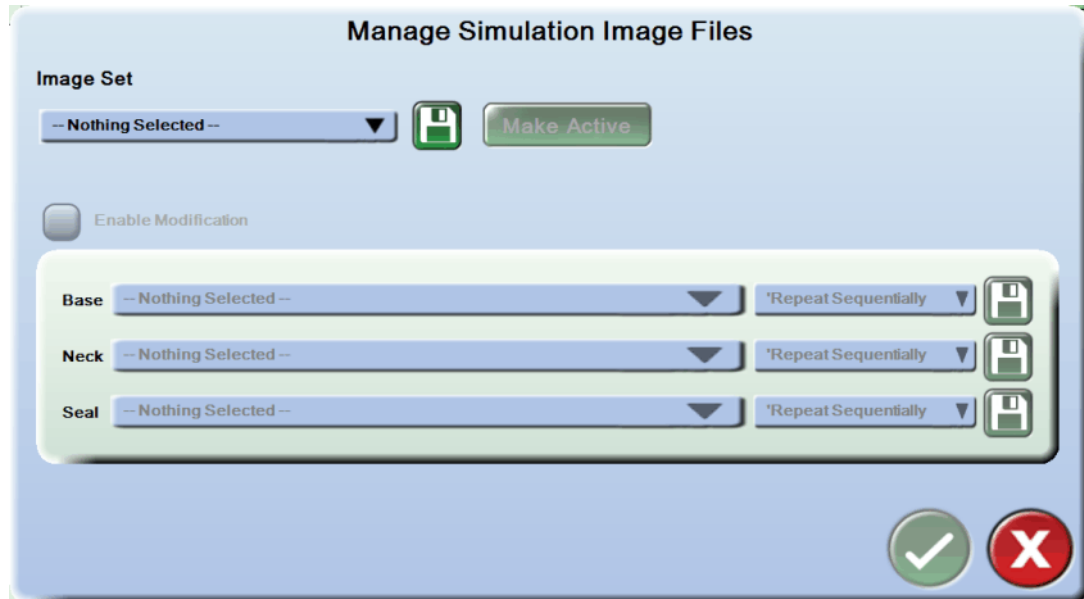 Manage Simulation Image Files
Image Set
-- Nothing Selected --
Make Active
Enable Modification
Base -- Nothing Selected -- 'Repeat Sequentially
Neck -- Nothing Selected -- 'Repeat Sequentially
Seal -- Nothing Selected -- 'Repeat Sequentially